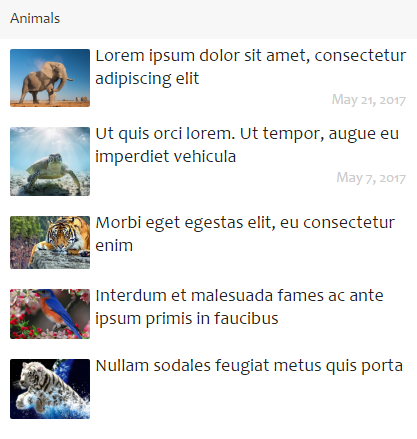 Animals
Lorem ipsum dolor sit amet, consectetur
adipiscing elit
May 21, 2017
Ut quis orci lorem. Ut tempor, augue eu
imperdiet vehicula
May 7, 2017
Morbi eget egestas elit, eu consectetur
enim
Interdum et malesuada fames ac ante
ipsum primis in faucibus
Nullam sodales feugiat metus quis porta